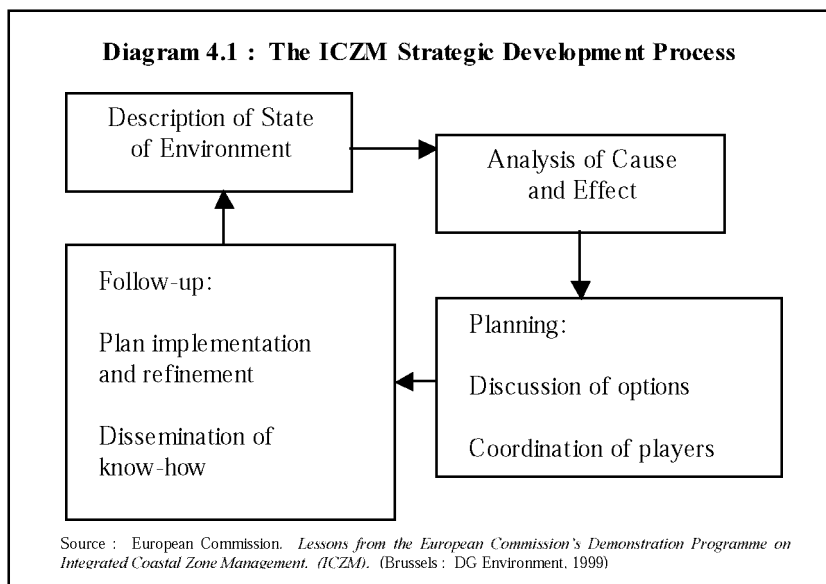 Diagram 4.1 : The ICZM Strategic Development Process
Description of State
of Environment
Analysis of Cause
and Effect
Follow-up:
Plan implementation
and refinement
Dissemination of
know-how
Planning:
Discussion of options
Coordination of players
Source : European Commission. Lessons from the European Commission's Demonstration Programme on
Integrated Coastal Zone Management. (ICZM). (Brussels : DG Environment, 1999)